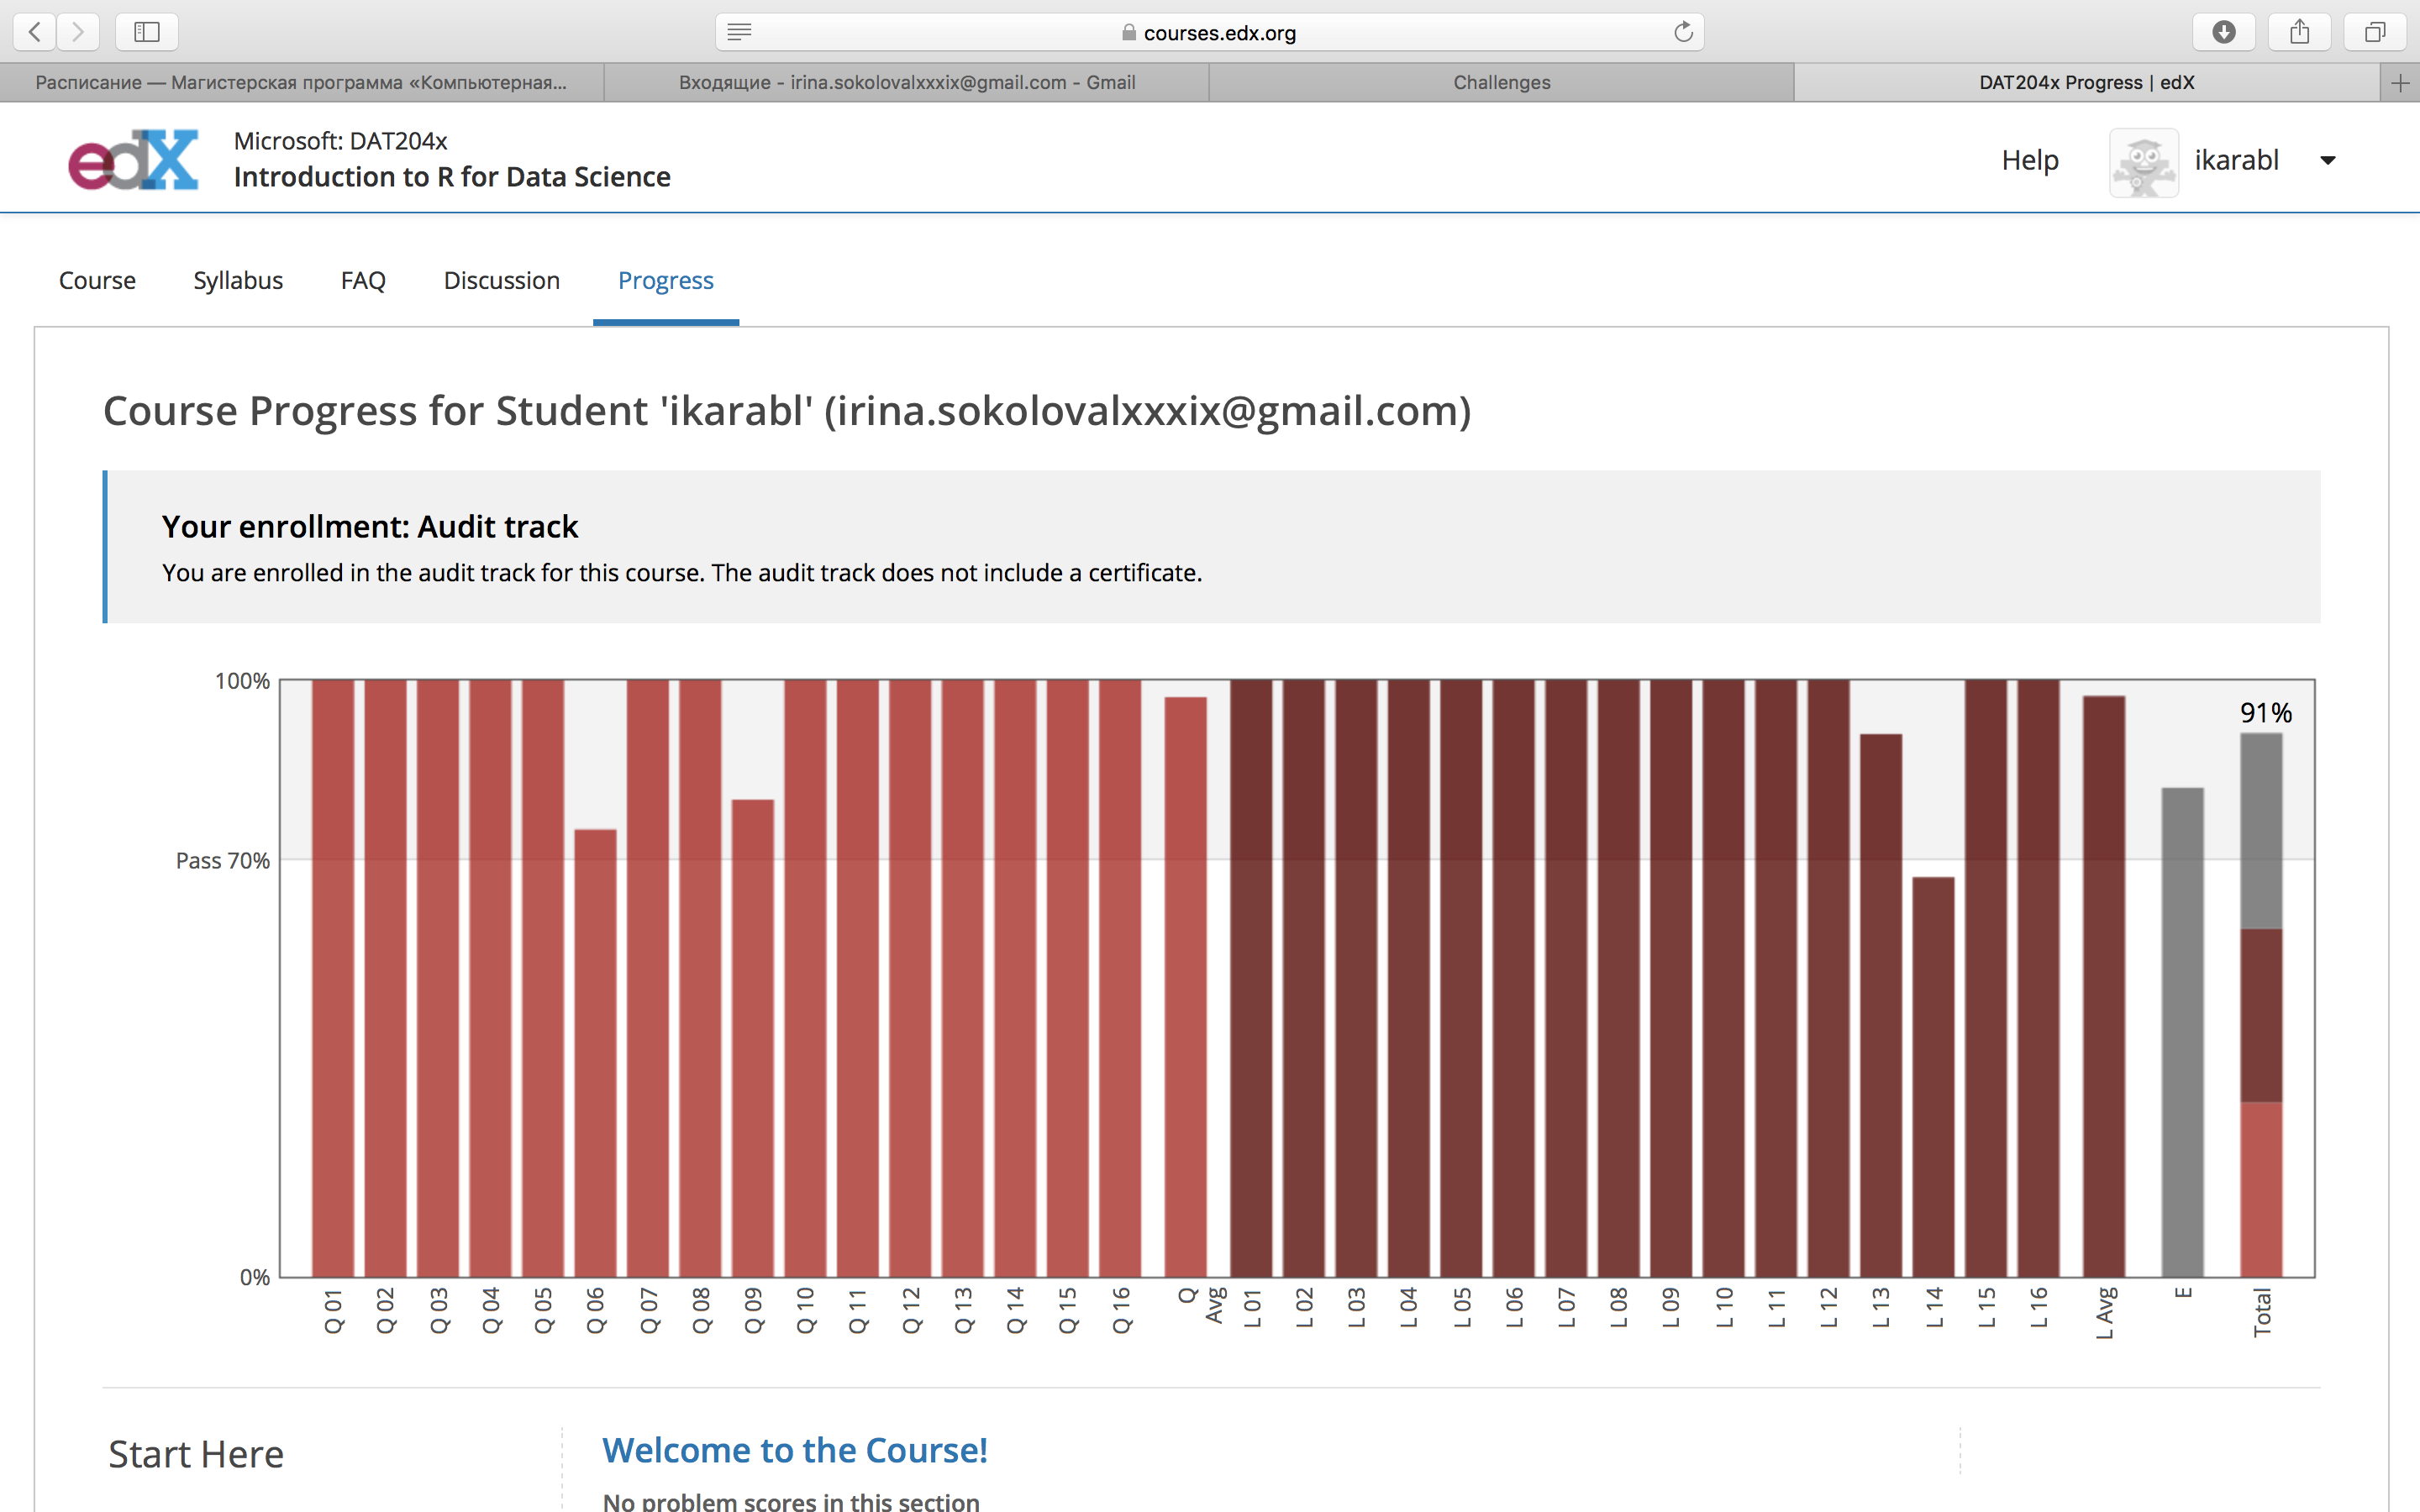 courses.edx.org
Расписание — Магистерская программа «Компьютерная...
Входящие - irina.sokolovalxxxix@gmail.com - Gmail
Challenges
DAT204x Progress | edX
edX
Microsoft: DAT204x
Introduction to R for Data Science
Help
ikarabl
Course
Syllabus
FAQ
Discussion
Progress
Course Progress for Student 'ikarabl' (irina.sokolovalxxxix@gmail.com)
Your enrollment: Audit track
You are enrolled in the audit track for this course. The audit track does not include a certificate.
100%
91%
Pass 70%
0%
Q 01
Q 02
Q 03
Q 04
Q 05
Q 06
Q 07
Q 08
Q 09
Q 10
Q 11
Q 12
Q 13
Q 14
Q 15
Q 16
Q
Avg
L 01
L 02
L 03
L 04
L 05
L 06
L 07
L 08
L 09
L 10
L 11
L 12
L 13
L 14
L 15
L 16
L Avg
E
Total
Start Here
Welcome to the Course!
No problem scores in this section